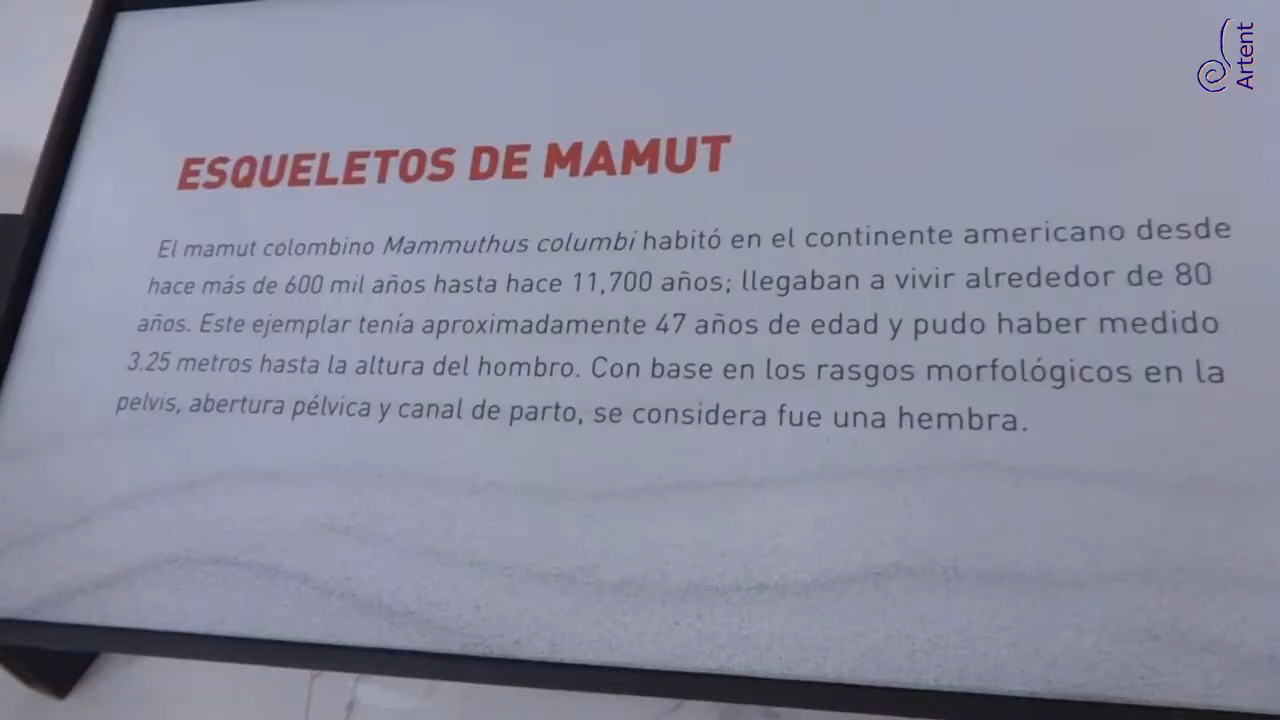 Artent
ESQUELETOS DE MAMUT
El mamut colombino Mammuthus columbi habitó en el continente americano desde
hace más de 600 mil años hasta hace 11,700 años; llegaban a vivir alrededor de 80
años. Este ejemplar tenía aproximadamente 47 años de edad y pudo haber medido
3.25 metros hasta la altura del hombro. Con base en los rasgos morfológicos en la
pelvis, abertura pélvica y canal de parto, se considera fue una hembra.